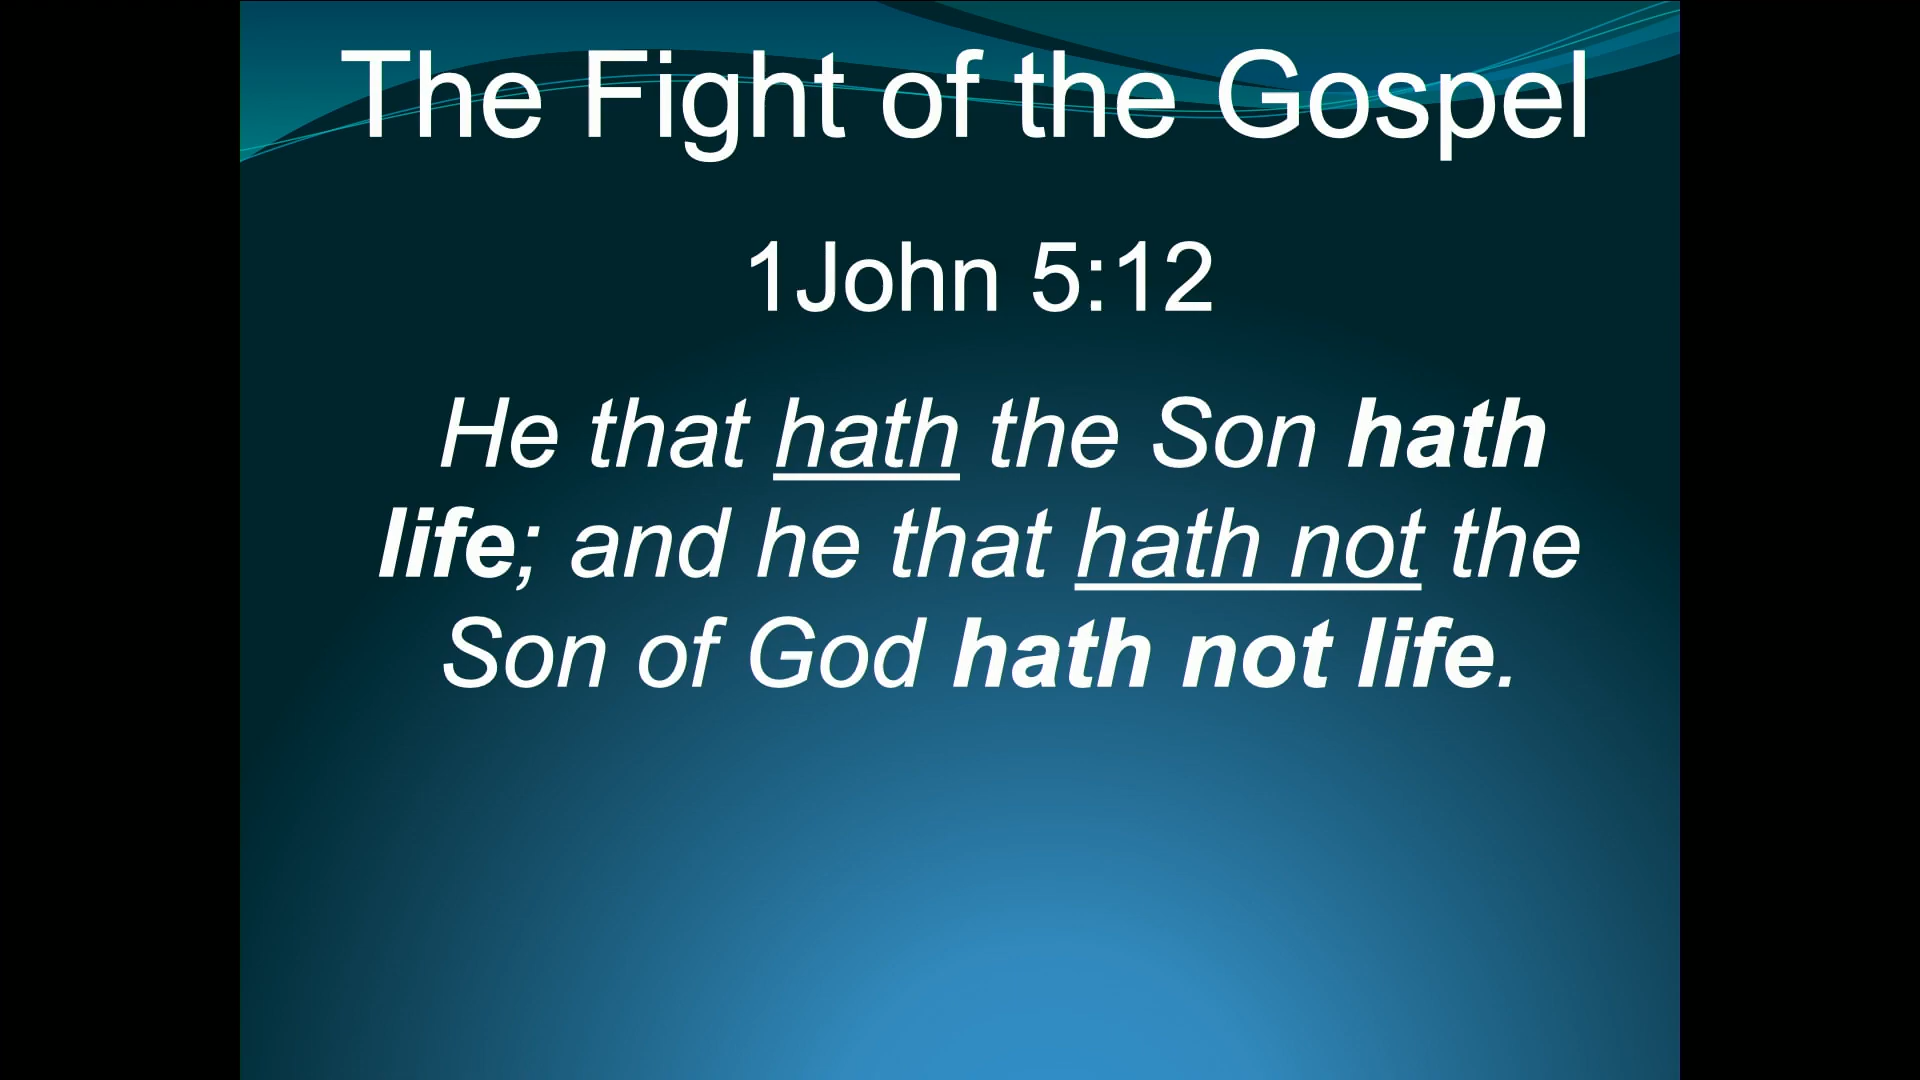 The Fight of the Gospel
1John 5:12
He that hath the Son hath
life; and he that hath not the
Son of God hath not life.